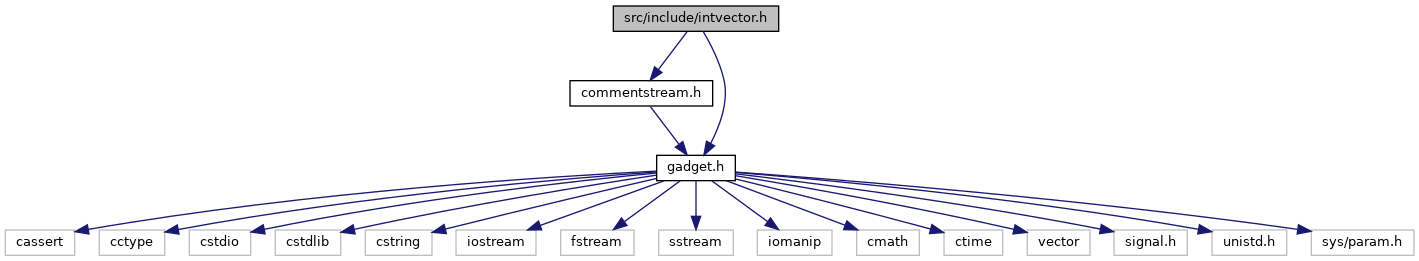 src/include/intvector.h
commentstream.h
gadget.h
cassert
cctype
cstdio
cstdlib
cstring
iostream
fstream
sstream
iomanip
cmath
ctime
vector
signal.h
unistd.h
sys/param.h